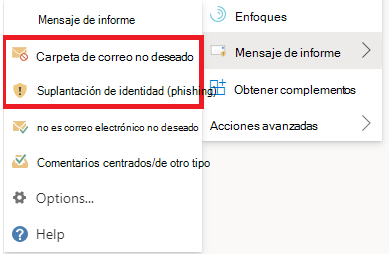 Mensaje de informe
Carpeta de correo no deseado
Suplantación de identidad (phishing)
no es correo electrónico no deseado
Comentarios centrados/de otro tipo
Options...
Help
Enfoques
Mensaje de informe
Obtener complementos
Acciones avanzadas